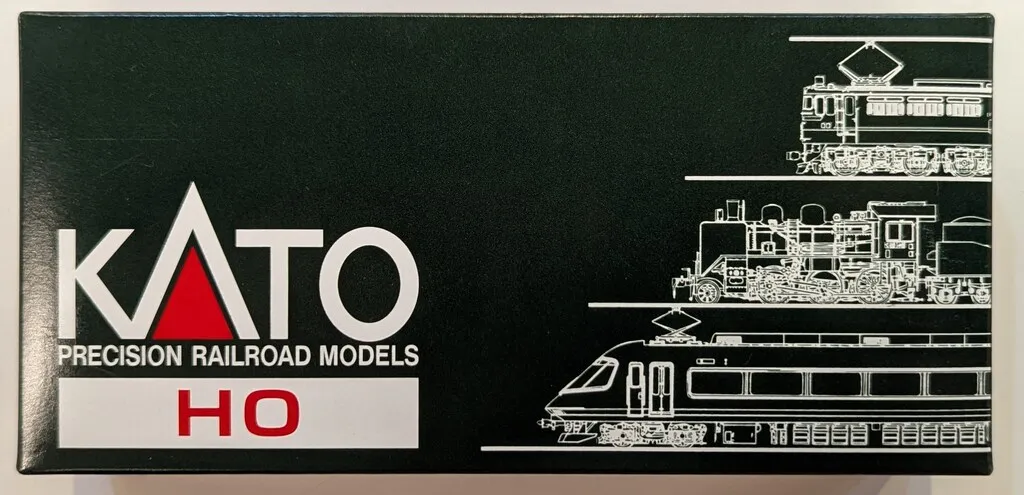 KATO
PRECISION RAILROAD MODELS
HO